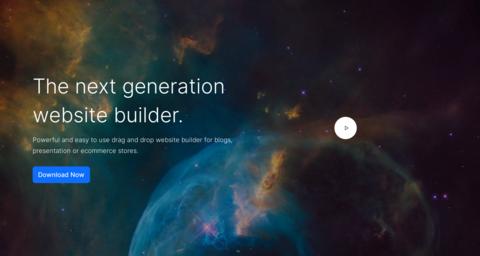 The next generation
website builder.
Powerful and easy to use drag and drop website builder for blogs,
presentation or ecommerce stores.
Download Now